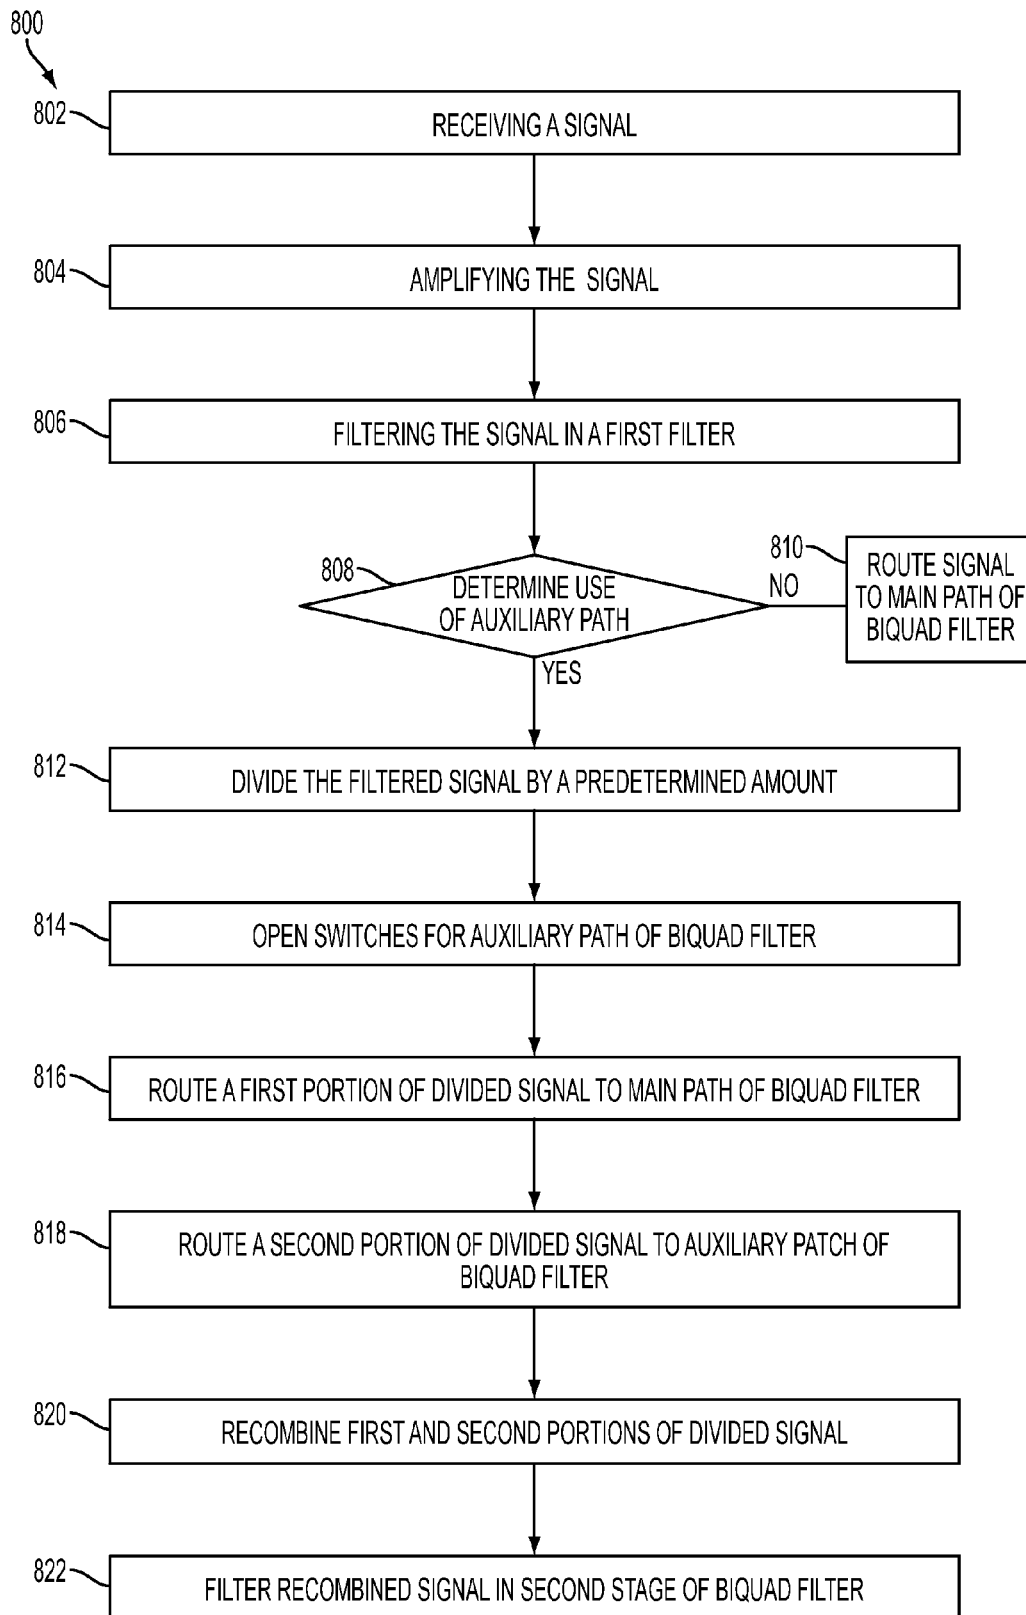 800
802
RECEIVING A SIGNAL
804
AMPLIFYING THE SIGNAL
806
FILTERING THE SIGNAL IN A FIRST FILTER
808
DETERMINE USE
OF AUXILIARY PATH
NO
810
ROUTE SIGNAL
TO MAIN PATH OF
BIQUAD FILTER
YES
812
DIVIDE THE FILTERED SIGNAL BY A PREDETERMINED AMOUNT
814
OPEN SWITCHES FOR AUXILIARY PATH OF BIQUAD FILTER
816
ROUTE A FIRST PORTION OF DIVIDED SIGNAL TO MAIN PATH OF BIQUAD FILTER
818
ROUTE A SECOND PORTION OF DIVIDED SIGNAL TO AUXILIARY PATCH OF
BIQUAD FILTER
820
RECOMBINE FIRST AND SECOND PORTIONS OF DIVIDED SIGNAL
822
FILTER RECOMBINED SIGNAL IN SECOND STAGE OF BIQUAD FILTER